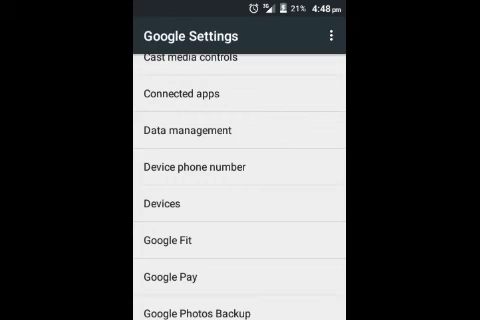 3G 21% 4:48 pm
Google Settings
Cast media controls
Connected apps
Data management
Device phone number
Devices
Google Fit
Google Pay
Google Photos Backup